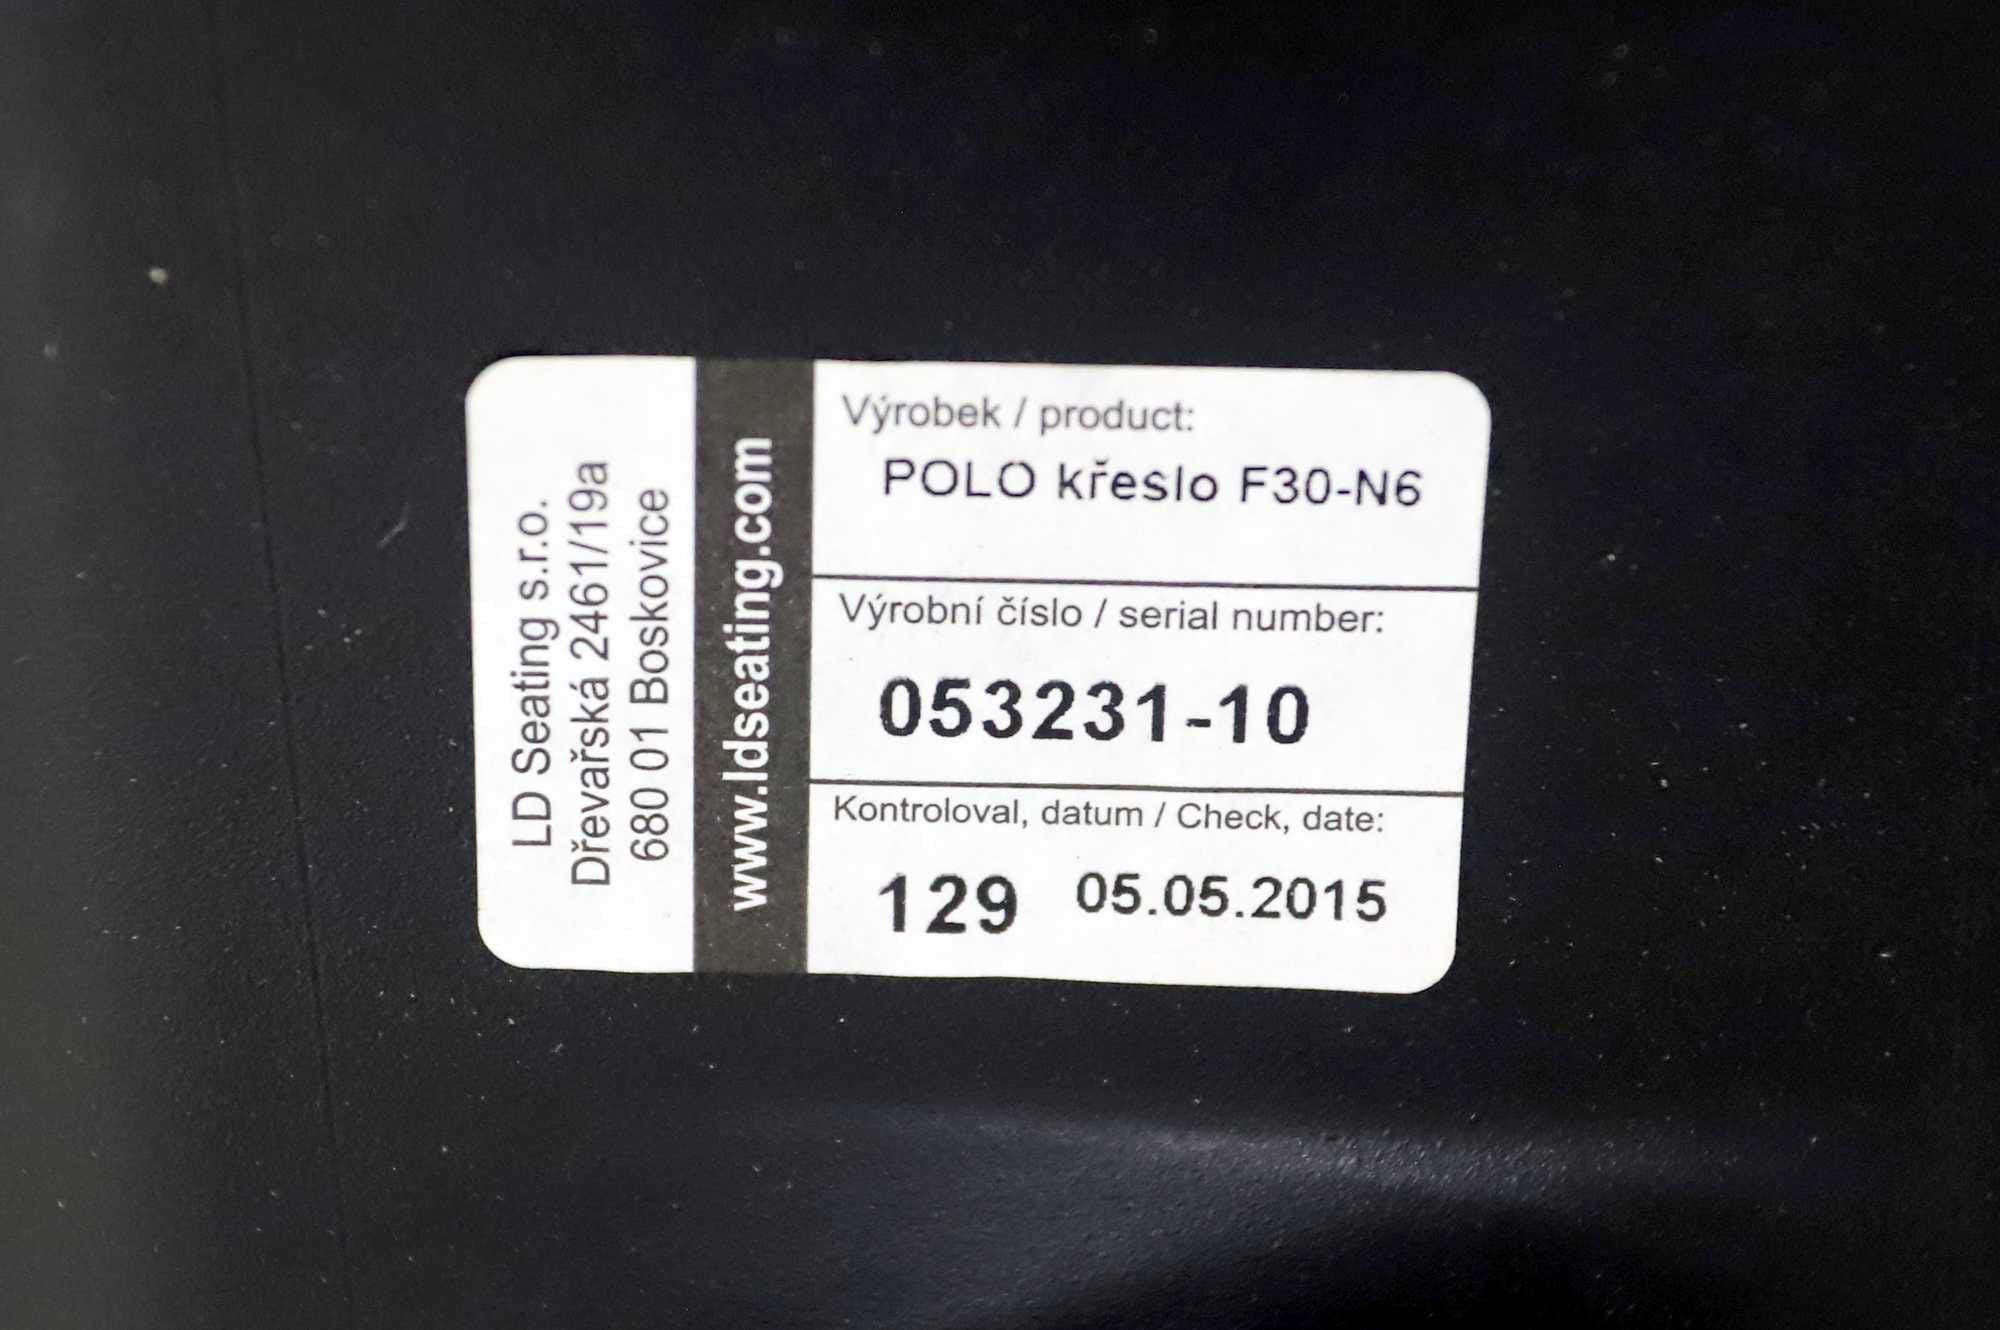 LD Seating s.r.o.
Dřevařská 2461/19a
680 01 Boskovice
www.ldseating.com
Výrobek / product:
POLO křeslo F30-N6
Výrobní číslo / serial number:
053231-10
Kontroloval, datum / Check, date:
129 05.05.2015